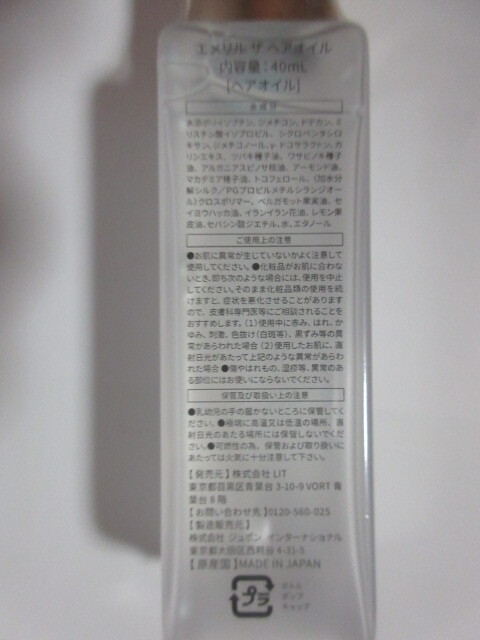 エメリル ザ ヘアオイル
内容量:40mL
[ヘアオイル]
全成分
水添ポリイソブテン、ジメチコン、ドデカン、ミ
リスチン酸イソプロピル、シクロペンタシロ
キサン、ジメチコノール、γ-ドコサラクトン、カ
リンエキス、ツバキ種子油、ワサビノキ種子
油、アルガニアスピノサ核油、アーモンド油、
マカデミア種子油、トコフェロール、(加水分
解シルク/PGプロピルメチルシランジオー
ル)クロスポリマー、ベルガモット果実油、セ
イヨウハッカ油、イランイラン花油、レモン果
皮油、セバシン酸ジエチル、水、エタノール
ご使用上の注意
●お肌に異常が生じていないかよく注意して
使用してください。●化粧品がお肌に合わな
いとき、即ち次のような場合には、使用を中止
してください。そのまま化粧品類の使用を続
けますと、症状を悪化させることがあります
ので、皮膚科専門医等にご相談されることを
おすすめします。(1)使用中に赤み、はれ、か
ゆみ、刺激、色抜け(白斑等)、黒ずみ等の異
常があらわれた場合 (2)使用したお肌に、直
射日光があたって上記のような異常があらわ
れた場合●傷やはれもの、湿疹等、異常のあ
る部位にはお使いにならないでください。
保管及び取扱い上の注意
●乳幼児の手の届かないところに保管してく
ださい。●極端に高温又は低温の場所、直
射日光のあたる場所には保管しないでくだ
さい。●可燃性の為、保管および取り扱いに
あたっては火気に十分注意して下さい。
【発売元】株式会社 LIT
東京都目黒区青葉台 3-10-9 VORT 青
葉台 8 階
【お問い合わせ先】0120-560-025
【製造販売元】
株式会社 ジュポン インターナショナル
東京都大田区西糀谷 4-31-5
【原産国】MADE IN JAPAN
プラ
ボトル
ポンプ
キャップ